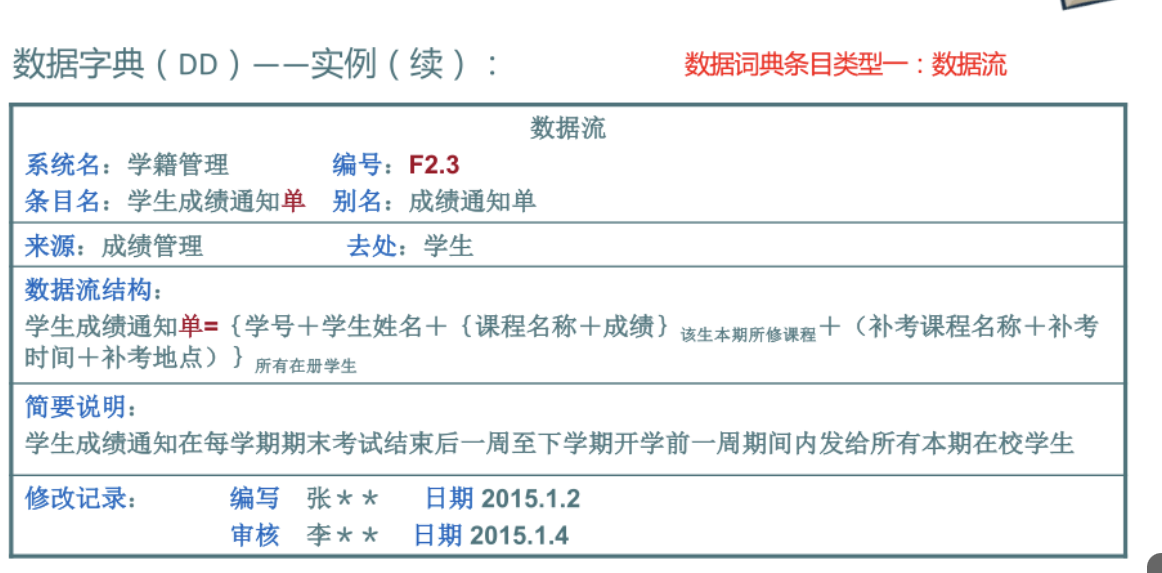 数据字典（DD）——实例（续）：
数据词典条目类型一：数据流
数据流
系统名：学籍管理 编号：F2.3
条目名：学生成绩通知单 别名：成绩通知单
来源：成绩管理 去处：学生
数据流结构：
学生成绩通知单=｛学号＋学生姓名＋｛课程名称＋成绩｝该生本期所修课程＋（补考课程名称＋补考
时间＋补考地点）｝所有在册学生
简要说明：
学生成绩通知在每学期期末考试结束后一周至下学期开学前一周期间内发给所有本期在校学生
修改记录： 编写 张＊＊ 日期 2015.1.2
审核 李＊＊ 日期 2015.1.4